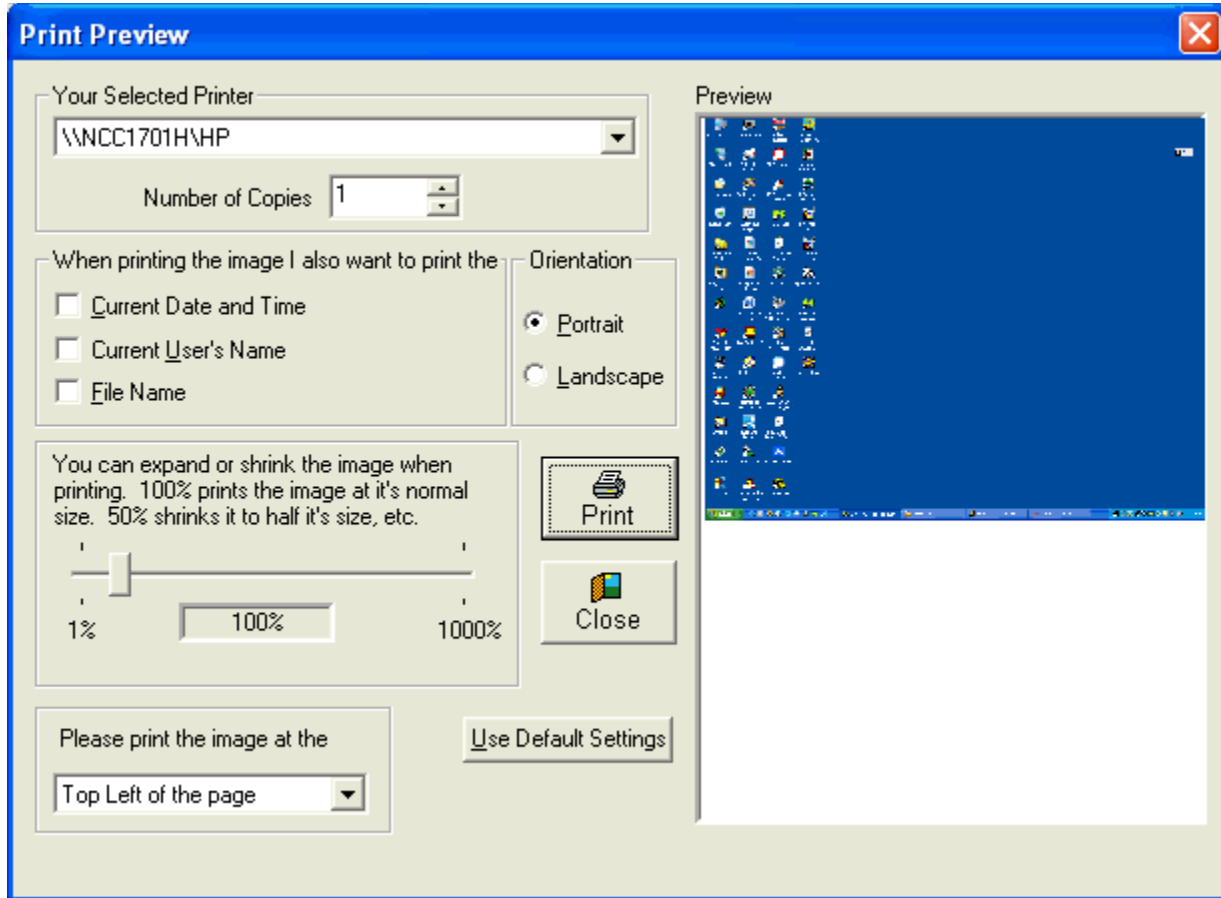 Print Preview
Your Selected Printer
\\NCC1701H\HP
Number of Copies 1
When printing the image I also want to print the
Current Date and Time
Current User's Name
File Name
Orientation
Portrait
Landscape
You can expand or shrink the image when
printing. 100% prints the image at it's normal
size. 50% shrinks it to half it's size, etc.
1% 100% 1000%
Print
Close
Please print the image at the
Top Left of the page
Use Default Settings
Preview